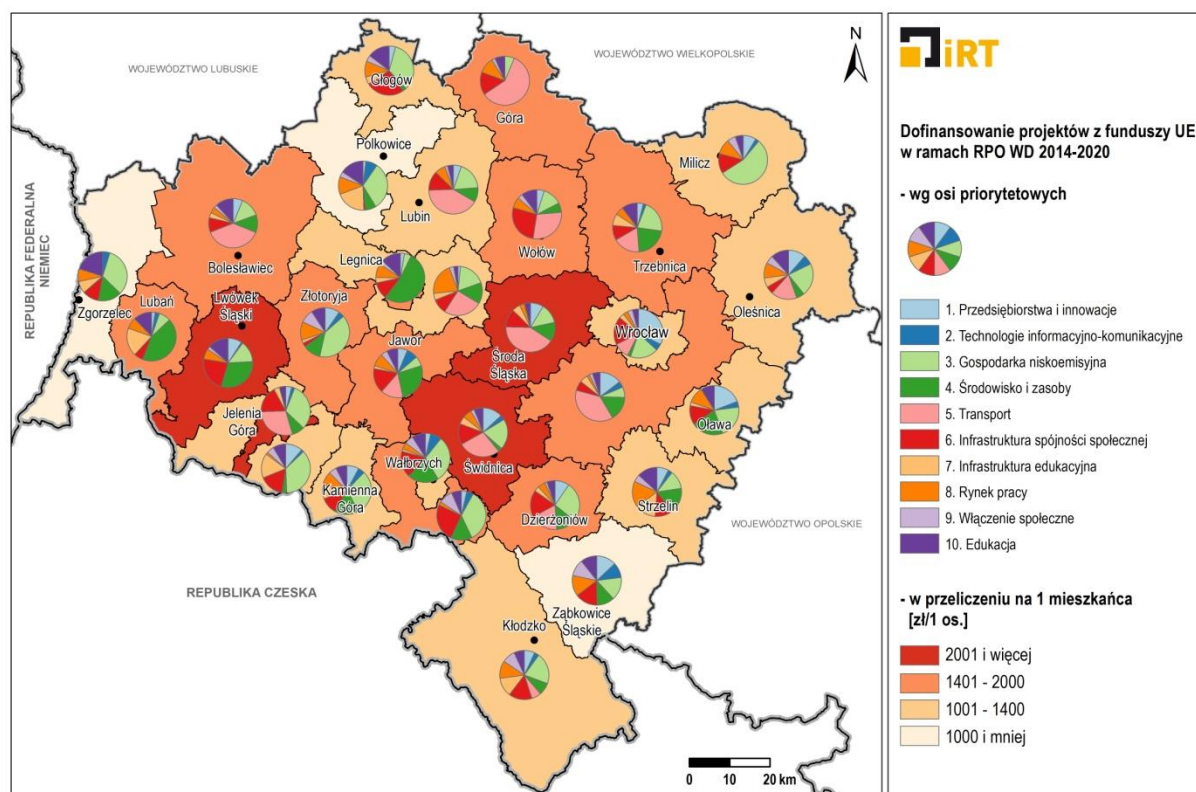 WOJEWÓDZTWO LUBUSKIE
WOJEWÓDZTWO WIELKOPOLSKIE
N
Głogów
Góra
Polkowice
Milicz
Lubin
Wołów
Trzebnica
Bolesławiec
Legnica
Oleśnica
REPUBLIKA FEDERALNA
NIEMIEC
Zgorzelec
Lubań
Lwówek
Śląski
Złotoryja
Jawor
Środa
Śląska
Wrocław
Jelenia
Góra
Oława
Wałbrzych
Świdnica
Kamienna
Góra
Dzierżoniów
Strzelin
WOJEWÓDZTWO OPOLSKIE
REPUBLIKA CZESKA
Ząbkowice
Śląskie
Kłodzko
0 10 20 km
iRT
Dofinansowanie projektów z funduszy UE
w ramach RPO WD 2014-2020
- wg osi priorytetowych
1. Przedsiębiorstwa i innowacje
2. Technologie informacyjno-komunikacyjne
3. Gospodarka niskoemisyjna
4. Środowisko i zasoby
5. Transport
6. Infrastruktura spójności społecznej
7. Infrastruktura edukacyjna
8. Rynek pracy
9. Włączenie społeczne
10. Edukacja
- w przeliczeniu na 1 mieszkańca
[zł/1 os.]
2001 i więcej
1401 - 2000
1001 - 1400
1000 i mniej